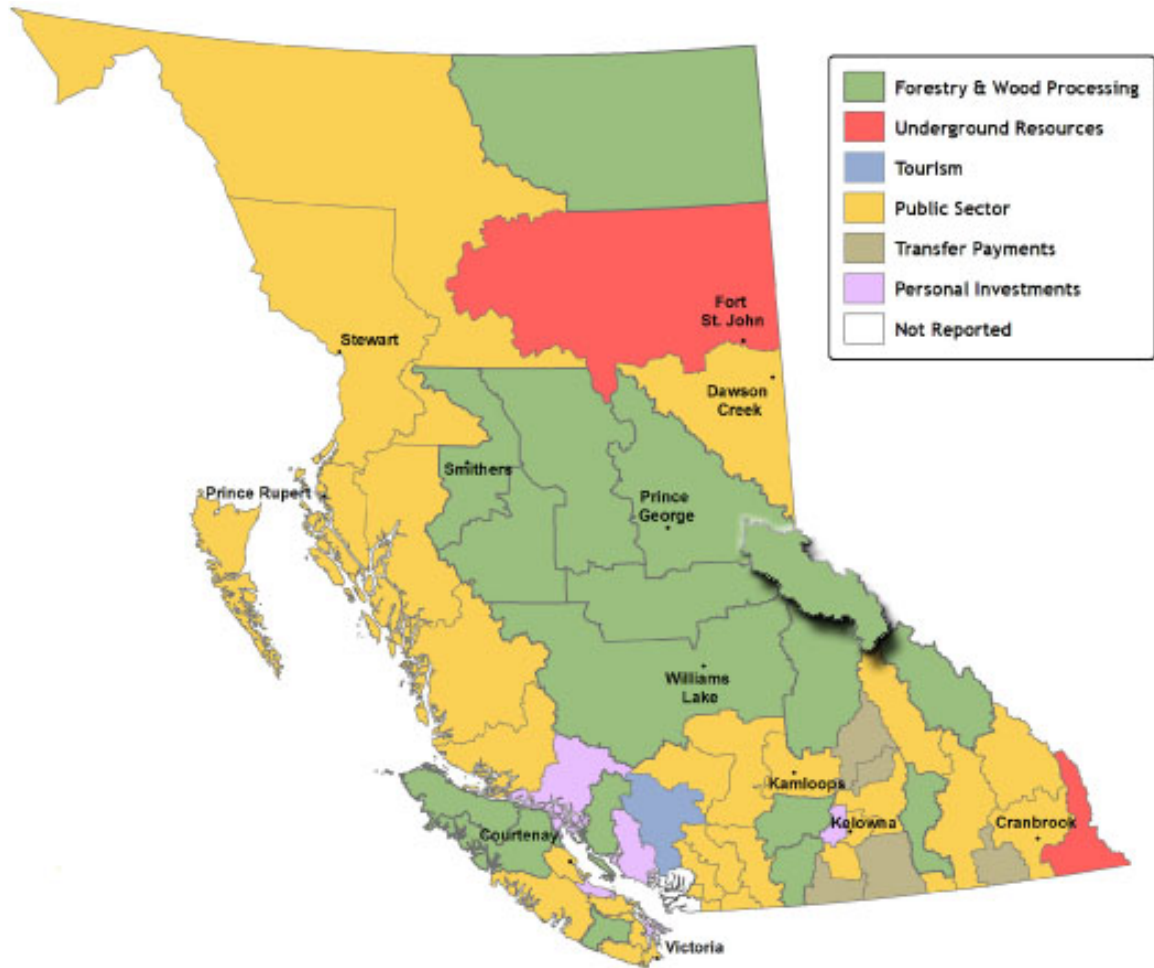 Forestry & Wood Processing
Underground Resources
Tourism
Public Sector
Transfer Payments
Personal Investments
Not Reported
Fort
St. John
Stewart
Dawson
Creek
Smithers
Prince Rupert
Prince
George
Williams
Lake
Kamloops
Courtenay
Kelowna
Cranbrook
Victoria